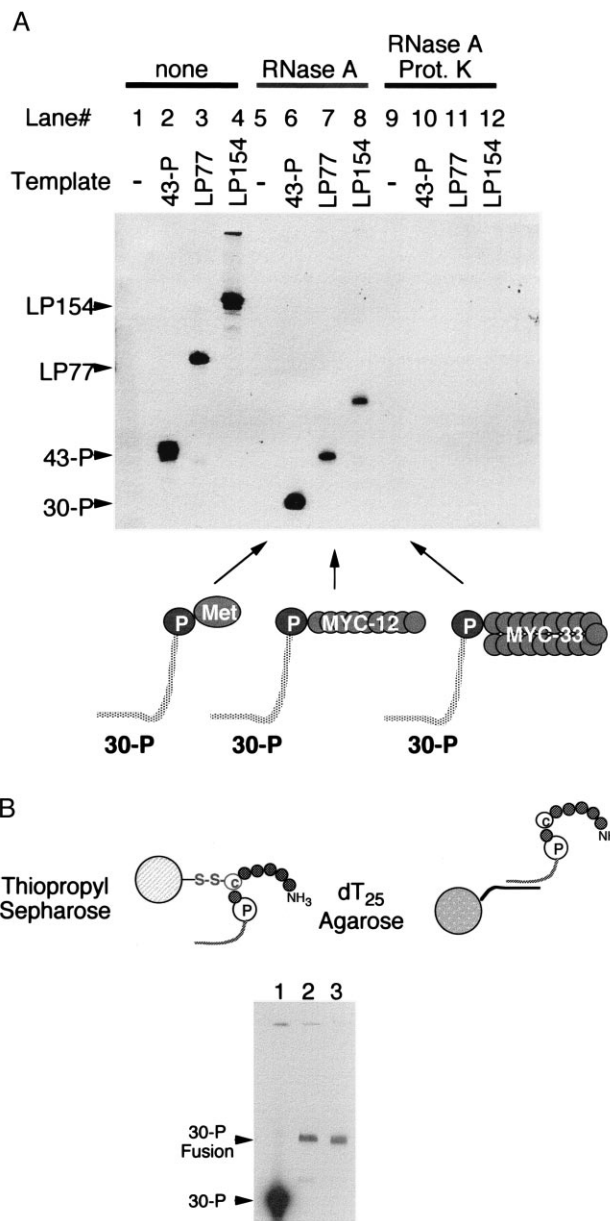 A
none RNase A RNase A
Prot. K
Lane# 1 2 3 4 5 6 7 8 9 10 11 12
Template - 43-P LP77 LP154 - 43-P LP77 LP154 - 43-P LP77 LP154
LP154
LP77
43-P
30-P
P Met P MYC-12 P MYC-33
30-P 30-P 30-P
B
Thiopropyl
Sepharose
S-S-C
P
NH3
dT25
Agarose
C
P
1 2 3
30-P
Fusion
30-P